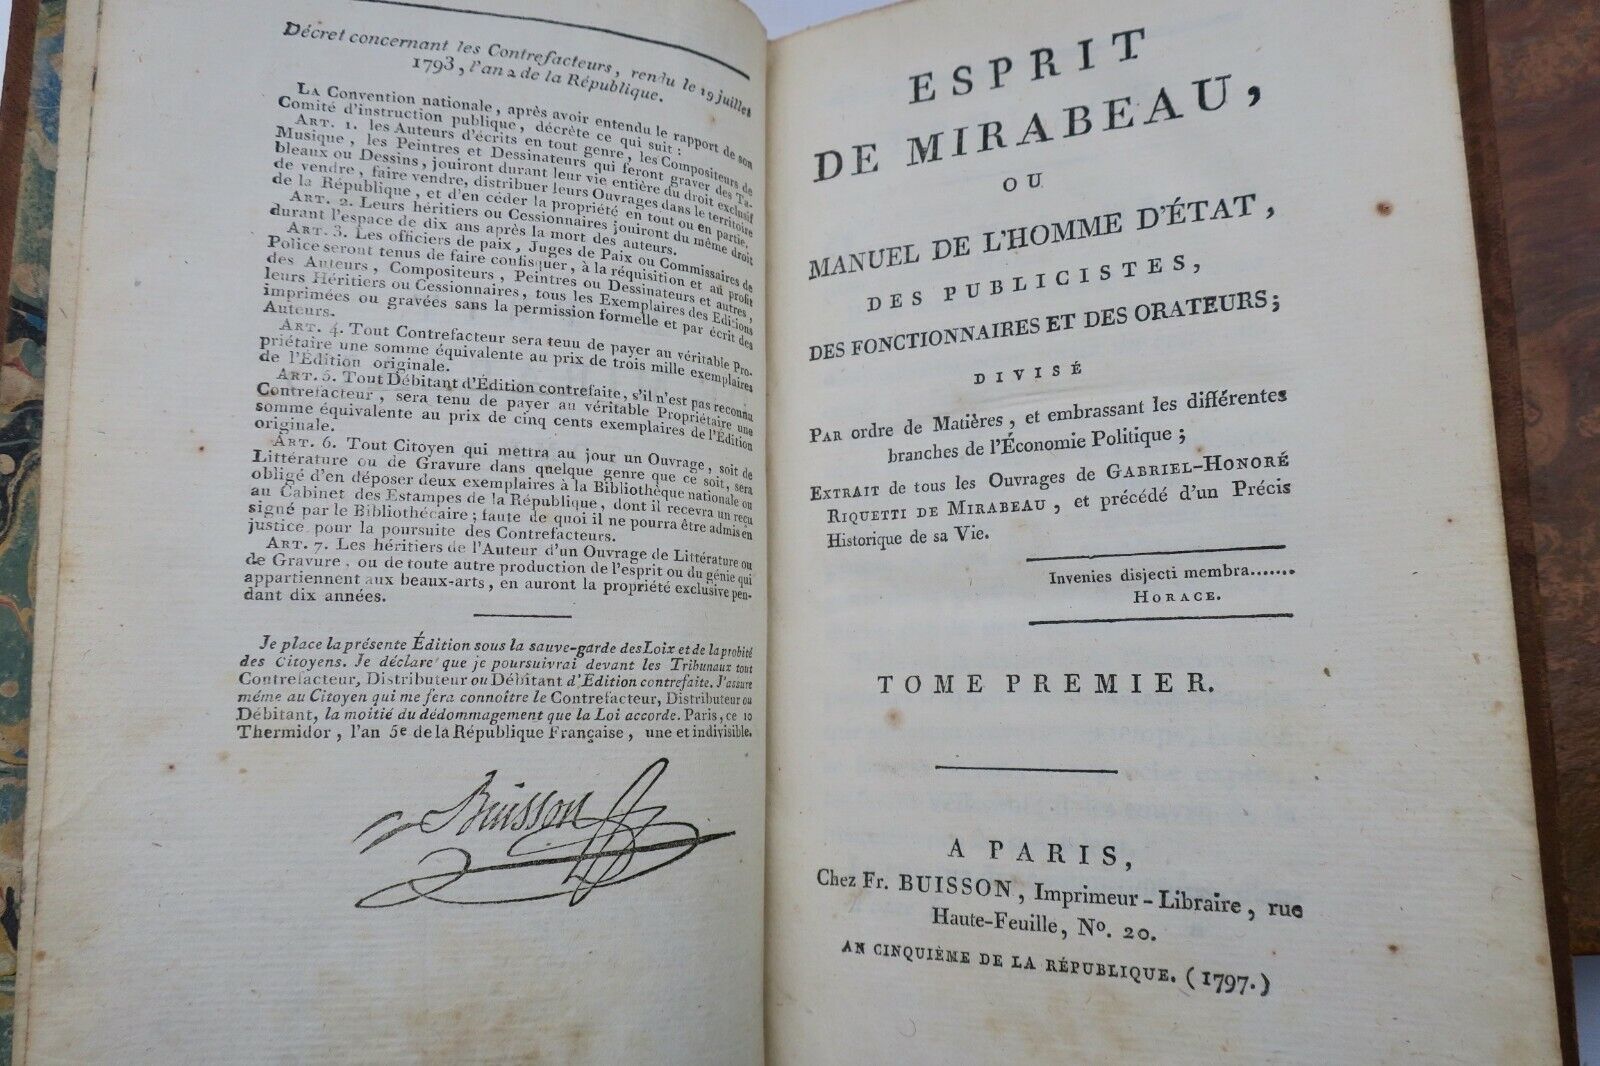 Décret concernant les Contrefacteurs, rendu le 19 juillet
1793, l'an 2 de la République.
LA Convention nationale, après avoir entendu le rapport de son
Comité d'instruction publique, décrète ce qui suit :
ART. 1. les Auteurs d'écrits en tout genre, les Compositeurs de
Musique, les Peintres et Dessinateurs qui feront graver des Ta-
bleaux ou Dessins, jouiront durant leur vie entière du droit exclusif
de vendre, faire vendre, distribuer leurs Ouvrages dans le territoire
de la République, et d'en céder la propriété en tout ou en partie.
ART. 2. Leurs héritiers ou Cessionnaires jouiront du même droit
durant l'espace de dix ans après la mort des auteurs.
ART. 3. Les officiers de paix, Juges de Paix ou Commissaires de
Police seront tenus de faire confisquer, à la réquisition et au profit
des Auteurs, Compositeurs, Peintres ou Dessinateurs et autres,
leurs Héritiers ou Cessionnaires, tous les Exemplaires des Editions
imprimées ou gravées sans la permission formelle et par écrit des
Auteurs.
ART. 4. Tout Contrefacteur sera tenu de payer au véritable Pro-
priétaire une somme équivalente au prix de trois mille exemplaires
de l'Édition originale.
ART. 5. Tout Débitant d'Édition contrefaite, s'il n'est pas reconnu
Contrefacteur, sera tenu de payer au véritable Propriétaire une
somme équivalente au prix de cinq cents exemplaires de l'Édition
originale.
ART. 6. Tout Citoyen qui mettra au jour un Ouvrage, soit de
Littérature ou de Gravure dans quelque genre que ce soit, sera
obligé d'en déposer deux exemplaires à la Bibliothèque nationale ou
au Cabinet des Estampes de la République, dont il recevra un reçu
signé par le Bibliothécaire; faute de quoi il ne pourra être admis en
justice pour la poursuite des Contrefacteurs.
ART. 7. Les héritiers de l'Auteur d'un Ouvrage de Littérature ou
de Gravure, ou de toute autre production de l'esprit ou du génie qui
appartiennent aux beaux-arts, en auront la propriété exclusive pen-
dant dix années.
Je place la présente Édition sous la sauve-garde des Loix et de la probité
des Citoyens. Je déclare que je poursuivrai devant les Tribunaux tout
Contrefacteur, Distributeur ou Débitant d'Édition contrefaite. J'assure
même au Citoyen qui me fera connoître le Contrefacteur, Distributeur ou
Débitant, la moitié du dédommagement que la Loi accorde. Paris, ce 10
Thermidor, l'an 5e de la République Française, une et indivisible.
Buisson
ESPRIT
DE MIRABEAU,
OU
MANUEL DE L'HOMME D'ÉTAT,
DES PUBLICISTES,
DES FONCTIONNAIRES ET DES ORATEURS;
DIVISÉ
PAR ordre de Matières, et embrassant les différentes
branches de l'Économie Politique;
EXTRAIT de tous les Ouvrages de GABRIEL-HONORÉ
RIQUETTI DE MIRABEAU, et précédé d'un Précis
Historique de sa Vie.
Invenies disjecti membra.......
HORACE.
TOME PREMIER.
A PARIS,
Chez Fr. BUISSON, Imprimeur-Libraire, rue
Haute-Feuille, No. 20.
AN CINQUIÈME DE LA RÉPUBLIQUE. (1797.)